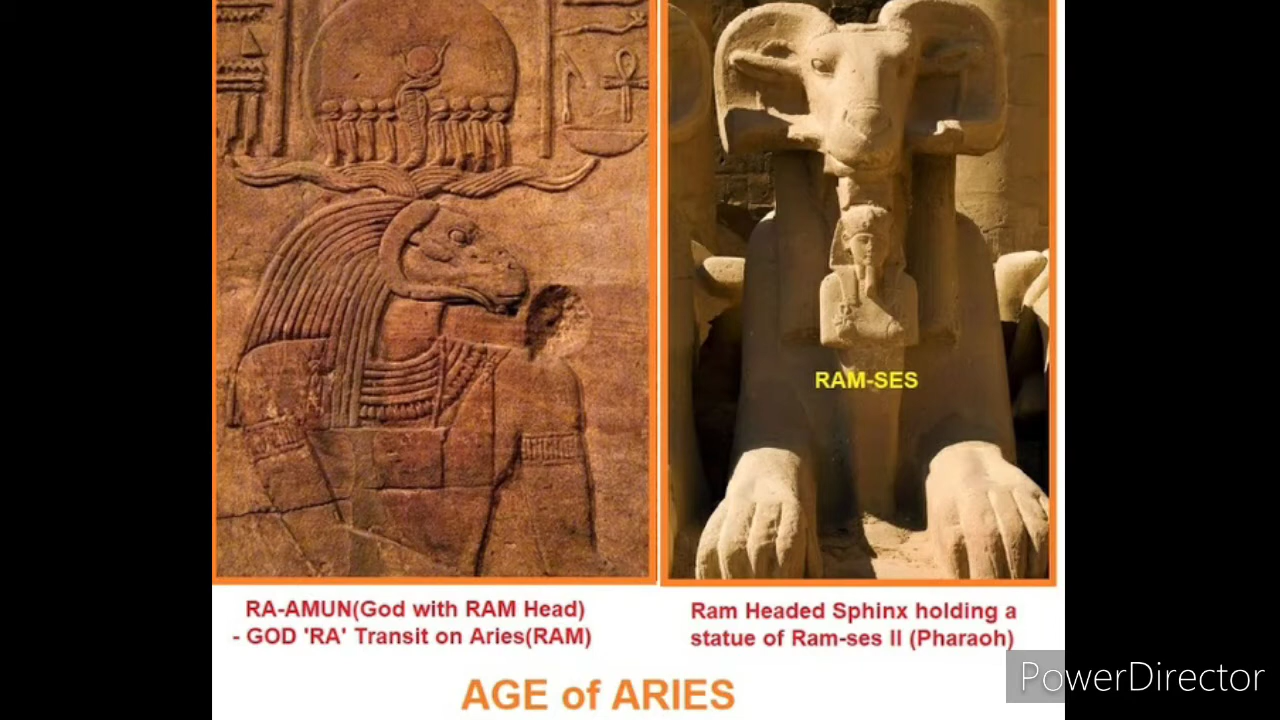 RAM-SES
RA-AMUN(God with RAM Head)
- GOD 'RA' Transit on Aries(RAM)
Ram Headed Sphinx holding a
statue of Ram-ses II (Pharaoh)
AGE of ARIES
PowerDirector